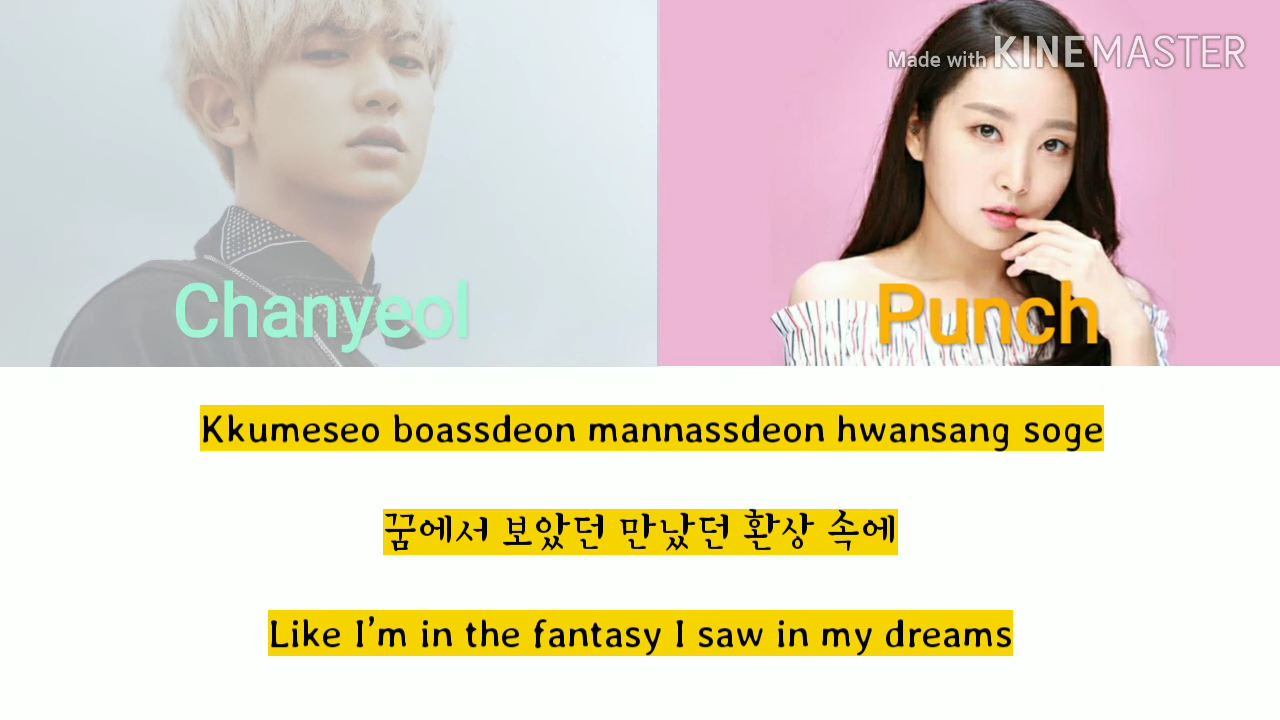 Made with KINEMASTER
Chanyeol
Punch
Kkumeseo boassdeon mannassdeon hwansang soge
꿈에서 보았던 만났던 환상 속에
Like I'm in the fantasy I saw in my dreams